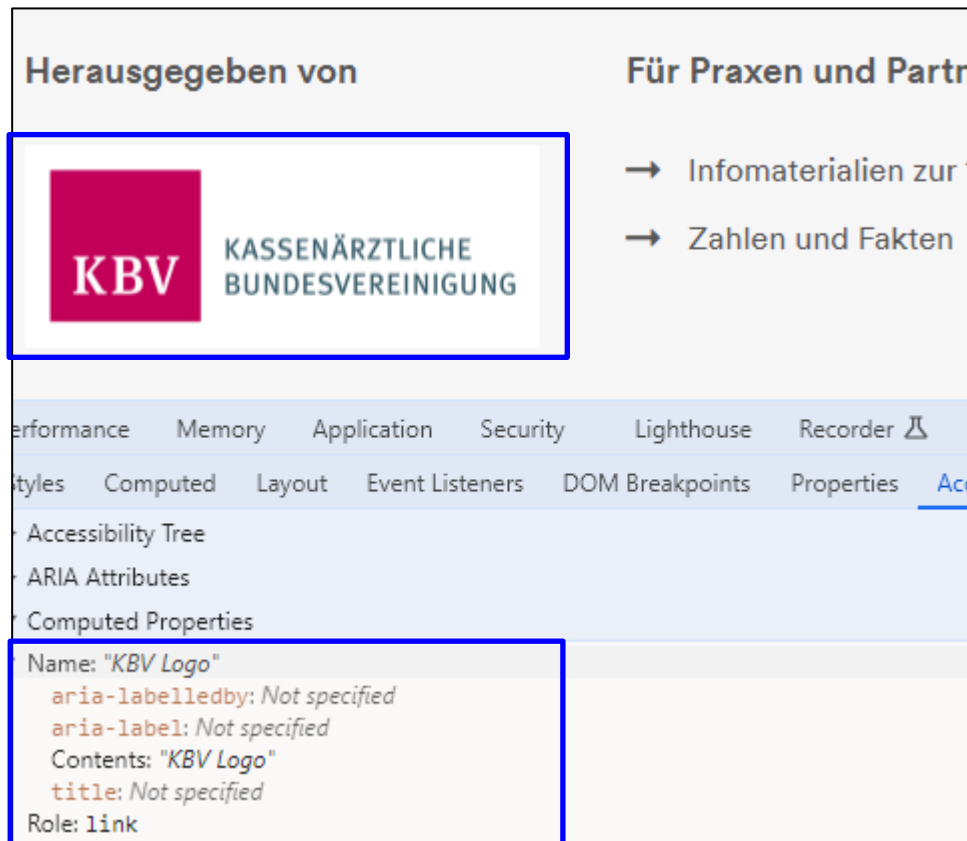 Herausgegeben von
Für Praxen und Partn
KBV
KASSENÄRZTLICHE
BUNDESVEREINIGUNG
→ Infomaterialien zur
→ Zahlen und Fakten
erformance Memory Application Security Lighthouse Recorder
Styles Computed Layout Event Listeners DOM Breakpoints Properties Acc
Accessibility Tree
ARIA Attributes
Computed Properties
Name: "KBV Logo"
aria-labelledby: Not specified
aria-label: Not specified
Contents: "KBV Logo"
title: Not specified
Role: link